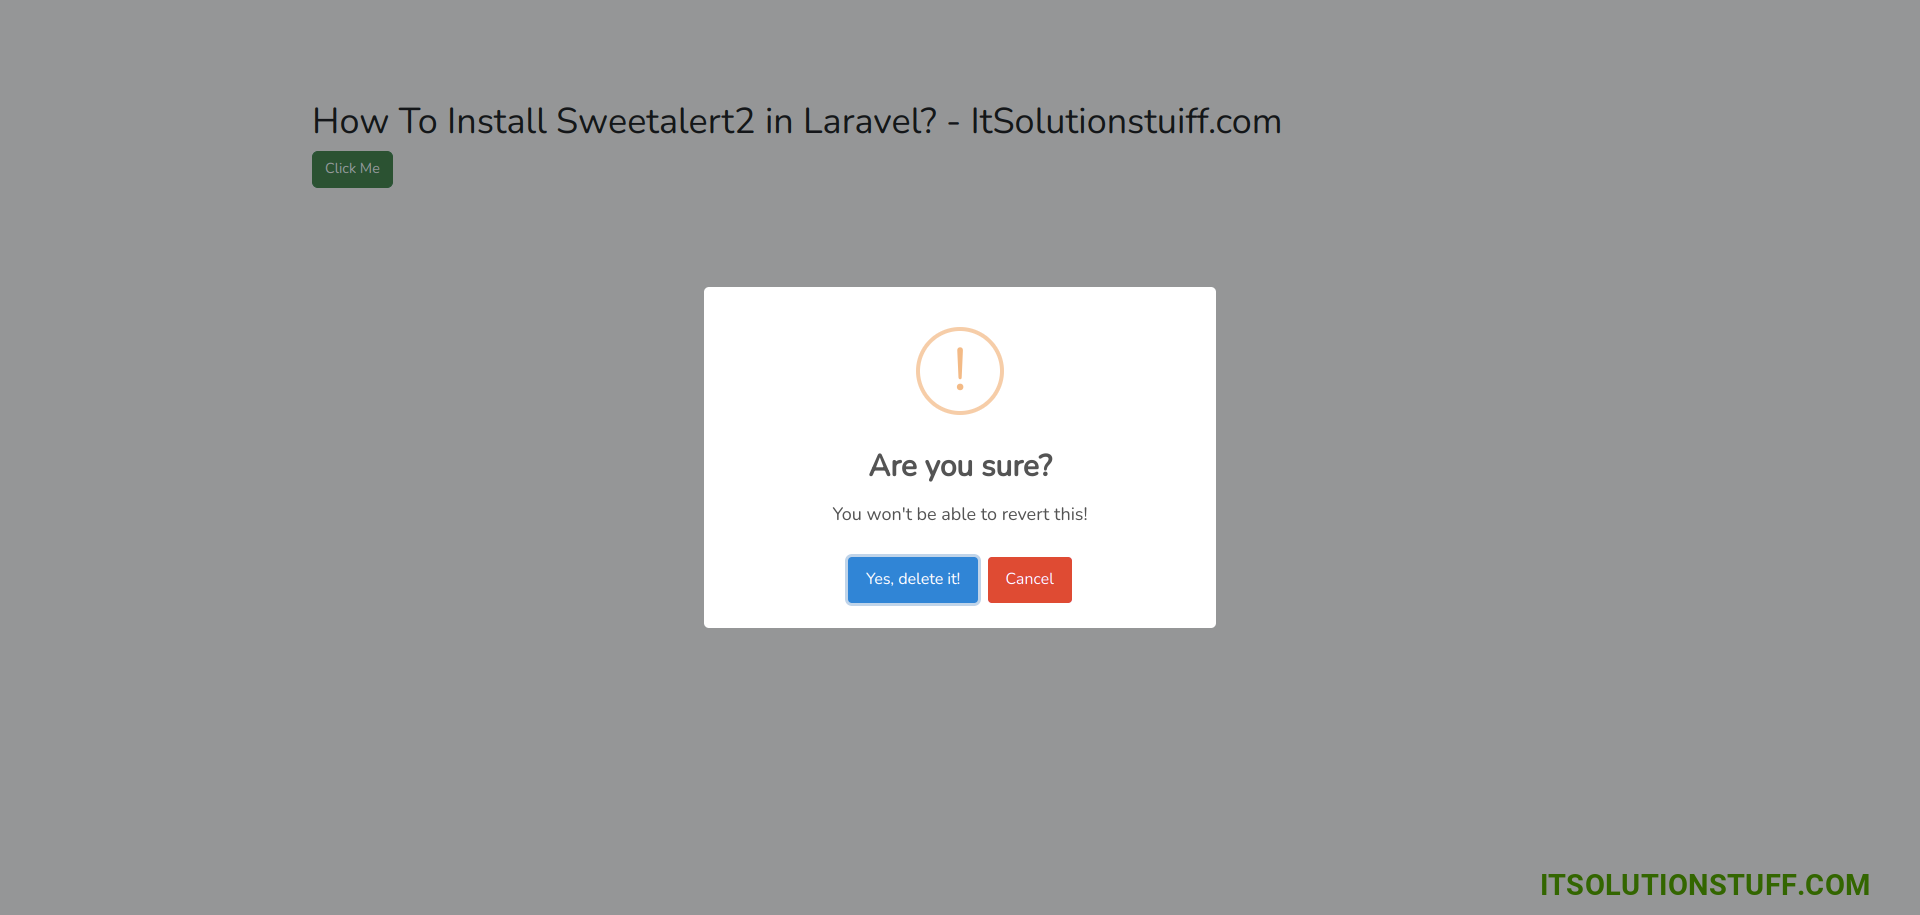 How To Install Sweetalert2 in Laravel? - ItSolutionstuiff.com
Click Me
!
Are you sure?
You won't be able to revert this!
Yes, delete it!
Cancel
ITSOLUTIONSTUFF.COM